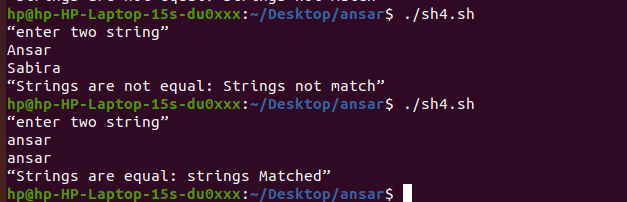 hp@hp-HP-Laptop-15s-du0xxx:~/Desktop/ansar$ ./sh4.sh
“enter two string”
Ansar
Sabira
“Strings are not equal: Strings not match”
hp@hp-HP-Laptop-15s-du0xxx:~/Desktop/ansar$ ./sh4.sh
“enter two string”
ansar
ansar
“Strings are equal: strings Matched”
hp@hp-HP-Laptop-15s-du0xxx:~/Desktop/ansar$